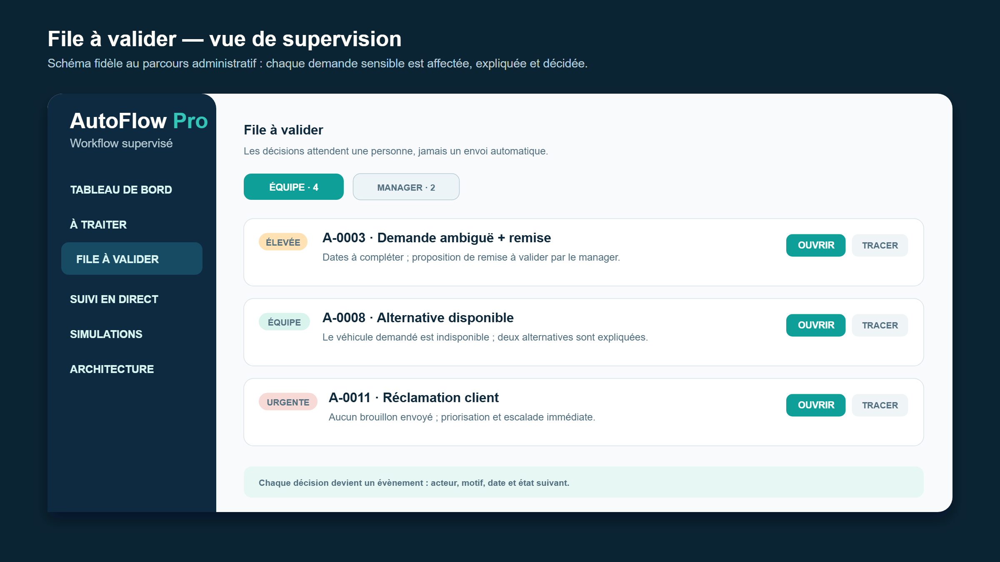 File à valider — vue de supervision
Schéma fidèle au parcours administratif : chaque demande sensible est affectée, expliquée et décidée.
AutoFlow Pro
Workflow supervisé
TABLEAU DE BORD
À TRAITER
FILE À VALIDER
SUIVI EN DIRECT
SIMULATIONS
ARCHITECTURE
File à valider
Les décisions attendent une personne, jamais un envoi automatique.
ÉQUIPE · 4
MANAGER · 2
ÉLEVÉE
A-0003 · Demande ambiguë + remise
Dates à compléter ; proposition de remise à valider par le manager.
OUVRIR
TRACER
ÉQUIPE
A-0008 · Alternative disponible
Le véhicule demandé est indisponible ; deux alternatives sont expliquées.
OUVRIR
TRACER
URGENTE
A-0011 · Réclamation client
Aucun brouillon envoyé ; priorisation et escalade immédiate.
OUVRIR
TRACER
Chaque décision devient un évènement : acteur, motif, date et état suivant.